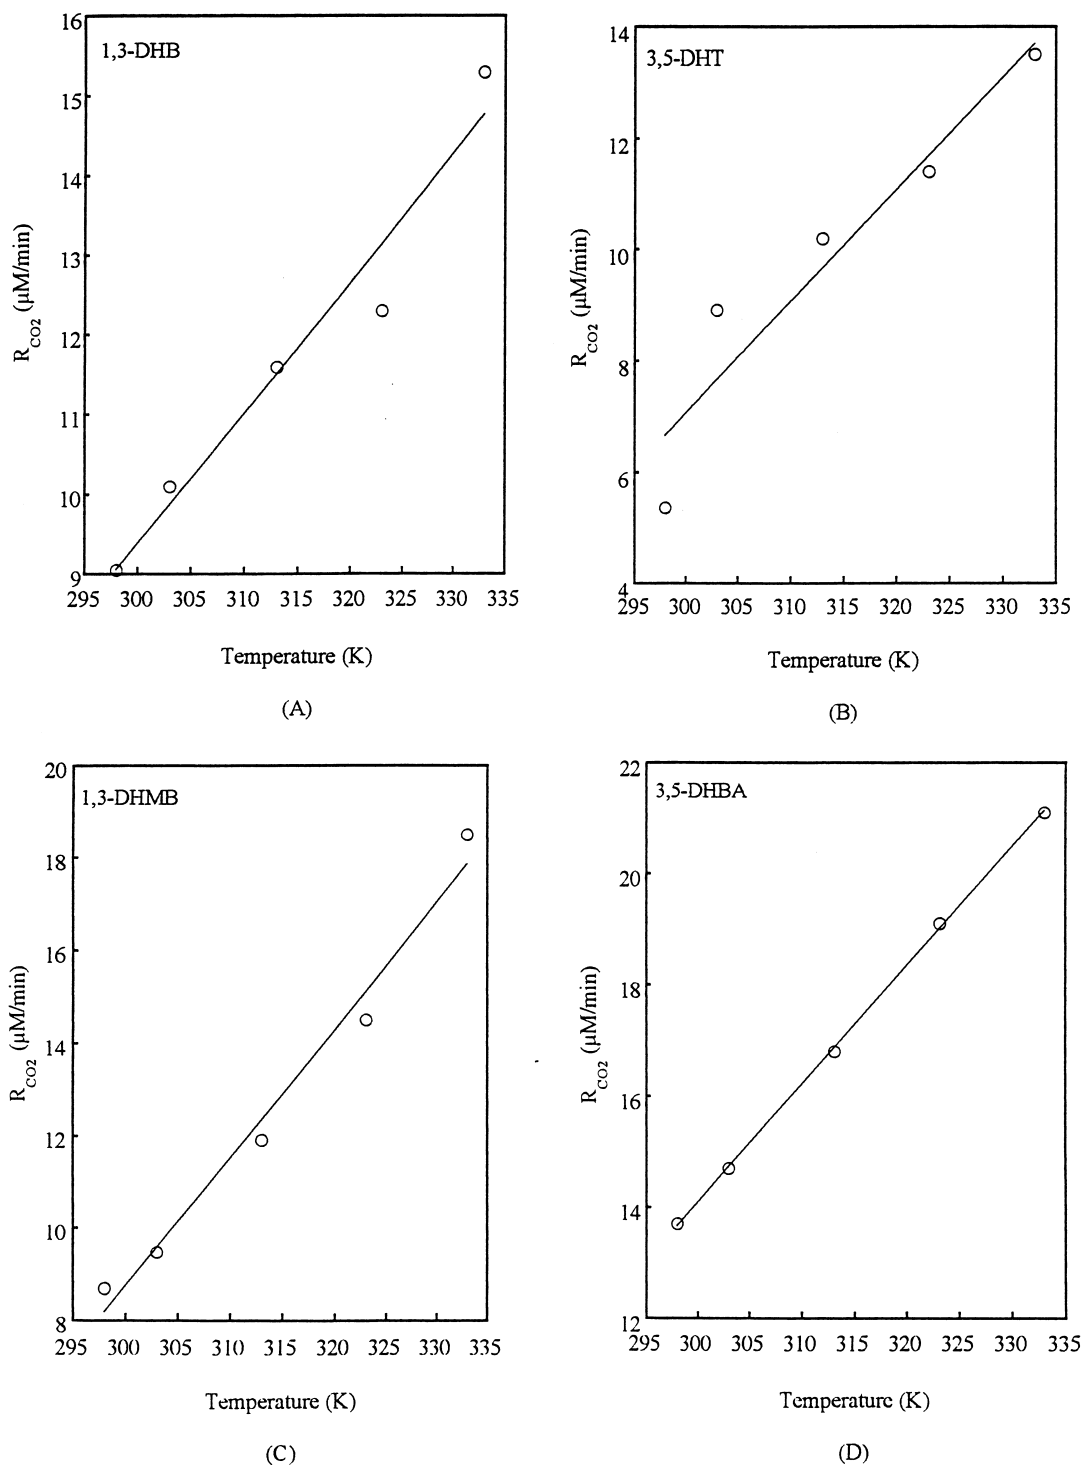 16
1,3-DHB
15
14
13
12
11
10
9
R_CO2 (μM/min)
295 300 305 310 315 320 325 330 335
Temperature (K)
(A)
14
3,5-DHT
12
10
8
6
4
R_CO2 (μM/min)
295 300 305 310 315 320 325 330 335
Temperature (K)
(B)
20
1,3-DHMB
18
16
14
12
10
8
R_CO2 (μM/min)
295 300 305 310 315 320 325 330 335
Temperature (K)
(C)
22
3,5-DHBA
20
18
16
14
12
R_CO2 (μM/min)
295 300 305 310 315 320 325 330 335
Temperature (K)
(D)